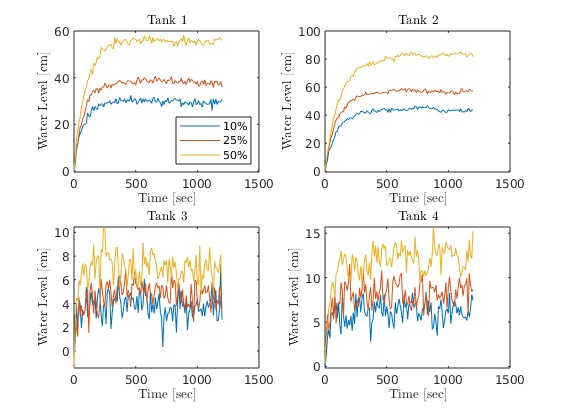 Tank 1
Water Level [cm]
60
40
20
0
0 500 1000 1500
Time [sec]
10%
25%
50%
Tank 2
Water Level [cm]
100
80
60
40
20
0
0 500 1000 1500
Time [sec]
Tank 3
Water Level [cm]
10
8
6
4
2
0
0 500 1000 1500
Time [sec]
Tank 4
Water Level [cm]
15
10
5
0
0 500 1000 1500
Time [sec]